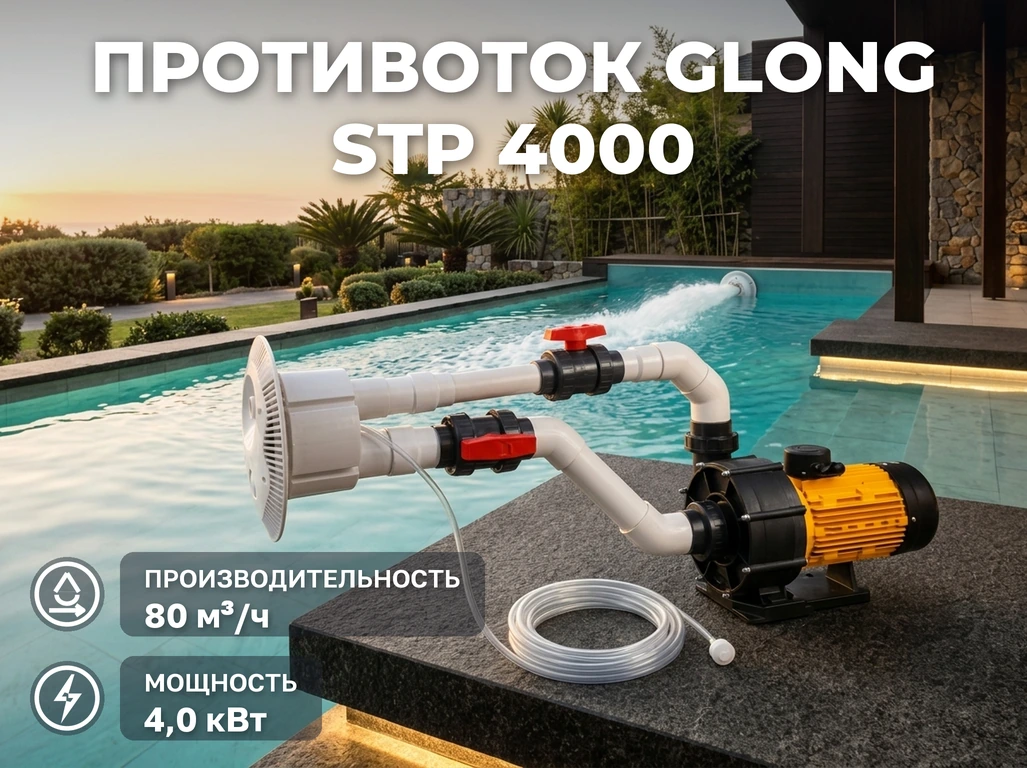 ПРОТИВОТОК GLONG
STP 4000
ПРОИЗВОДИТЕЛЬНОСТЬ
80 м³/ч
МОЩНОСТЬ
4,0 кВт